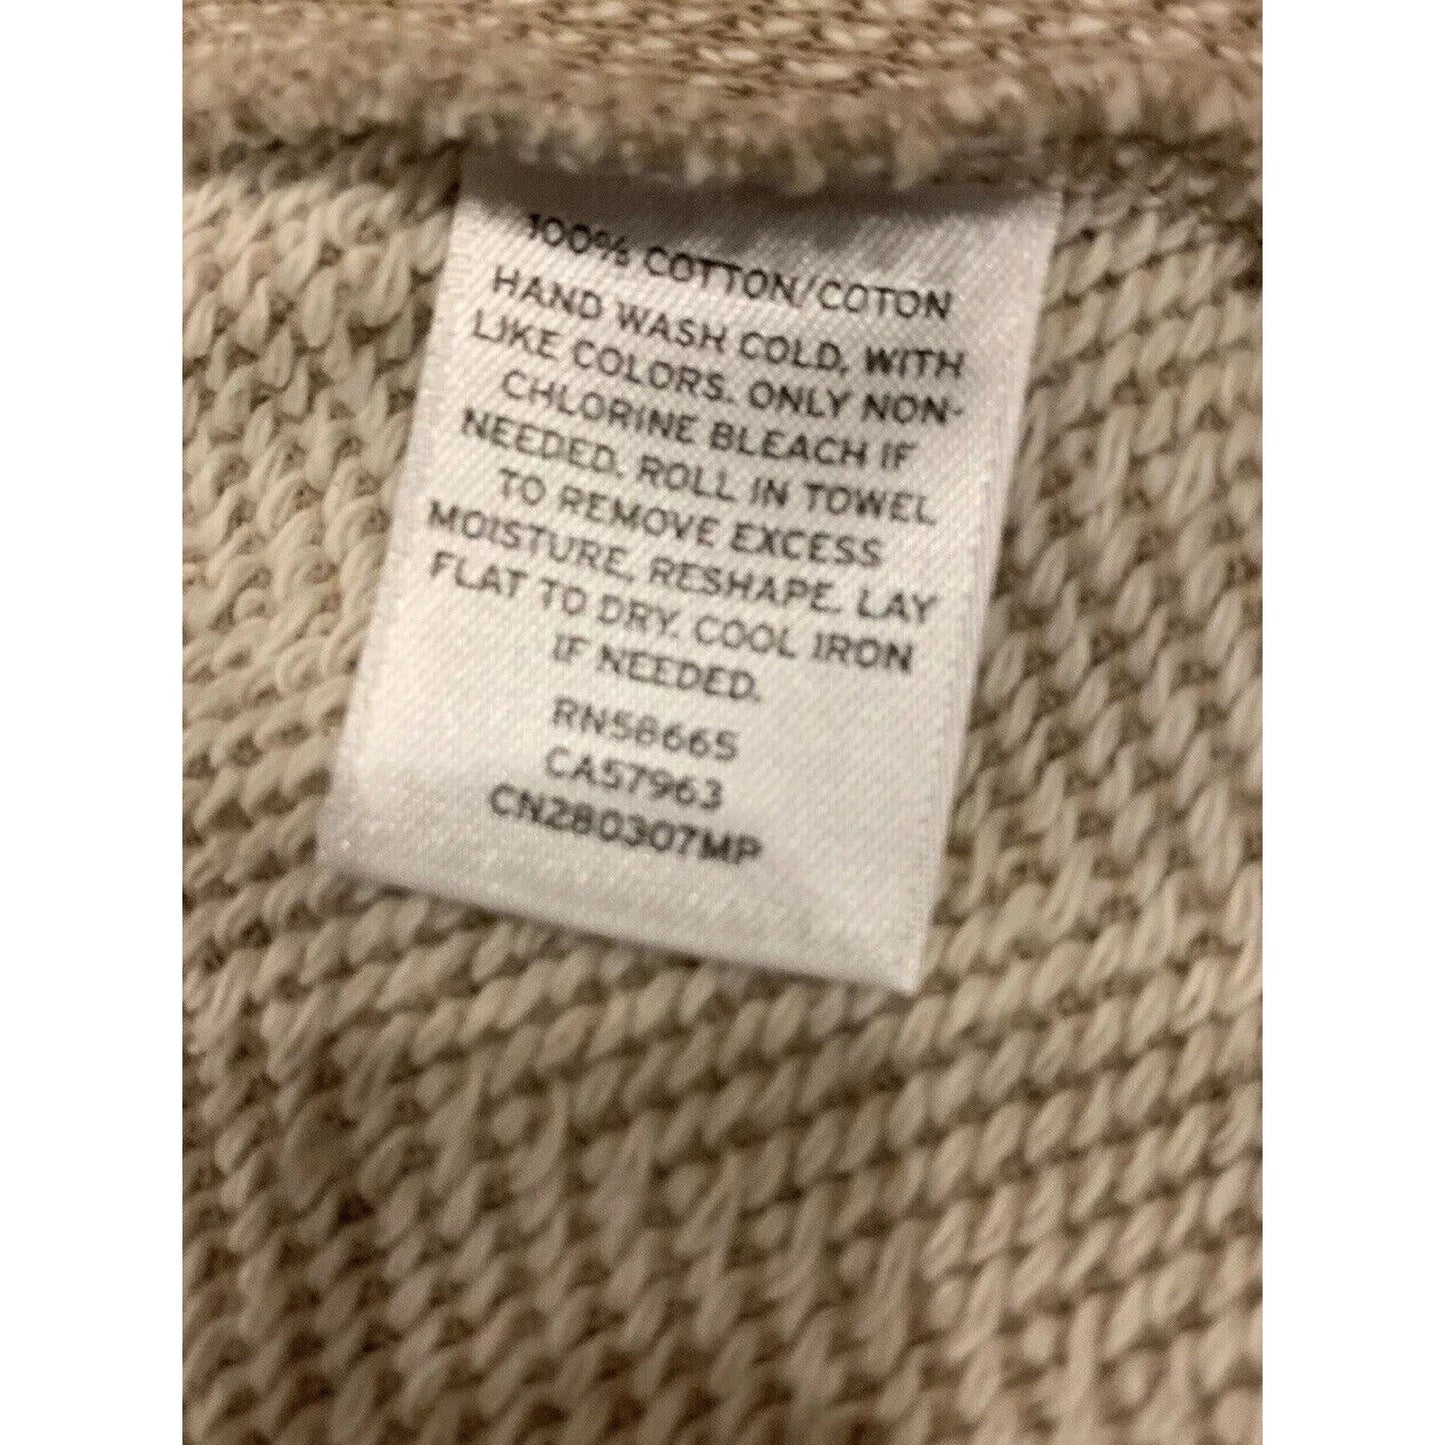 100% COTTON/COTON
HAND WASH COLD, WITH
LIKE COLORS. ONLY NON-
CHLORINE BLEACH IF
NEEDED. ROLL IN TOWEL
TO REMOVE EXCESS
MOISTURE, RESHAPE. LAY
FLAT TO DRY. COOL IRON
IF NEEDED.
RN58665
CA57963
CN280307MP